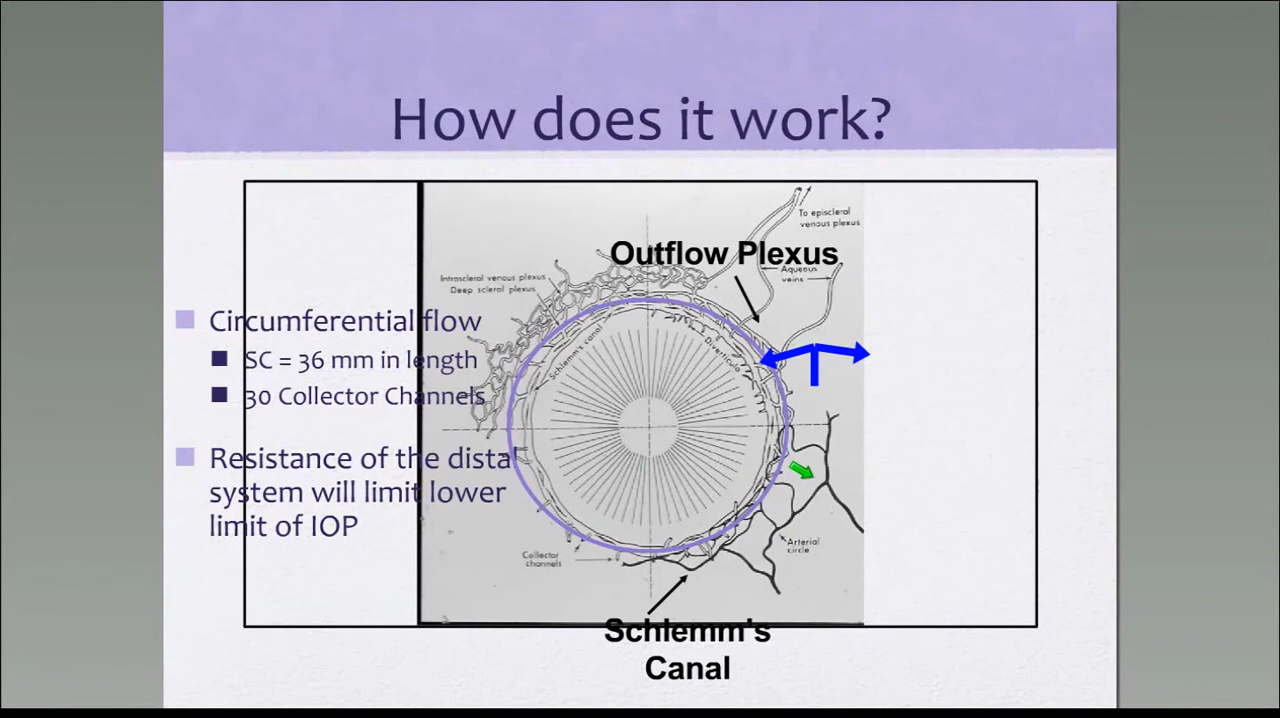 How does it work?
To episcleral
venous plexus
Outflow Plexus
Aqueous
veins
Intrascleral venous plexus
Deep scleral plexus
Circumferential flow
SC = 36 mm in length
30 Collector Channels
Schlemm's canal
Diverticula
Resistance of the distal
system will limit lower
limit of IOP
Arterial
circle
Collector
channels
Schlemm's
Canal